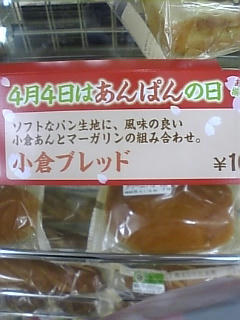 4月4日はあんぱんの日
ソフトなパン生地に、風味の良い
小倉あんとマーガリンの組み合わせ。
小倉ブレッド
¥1